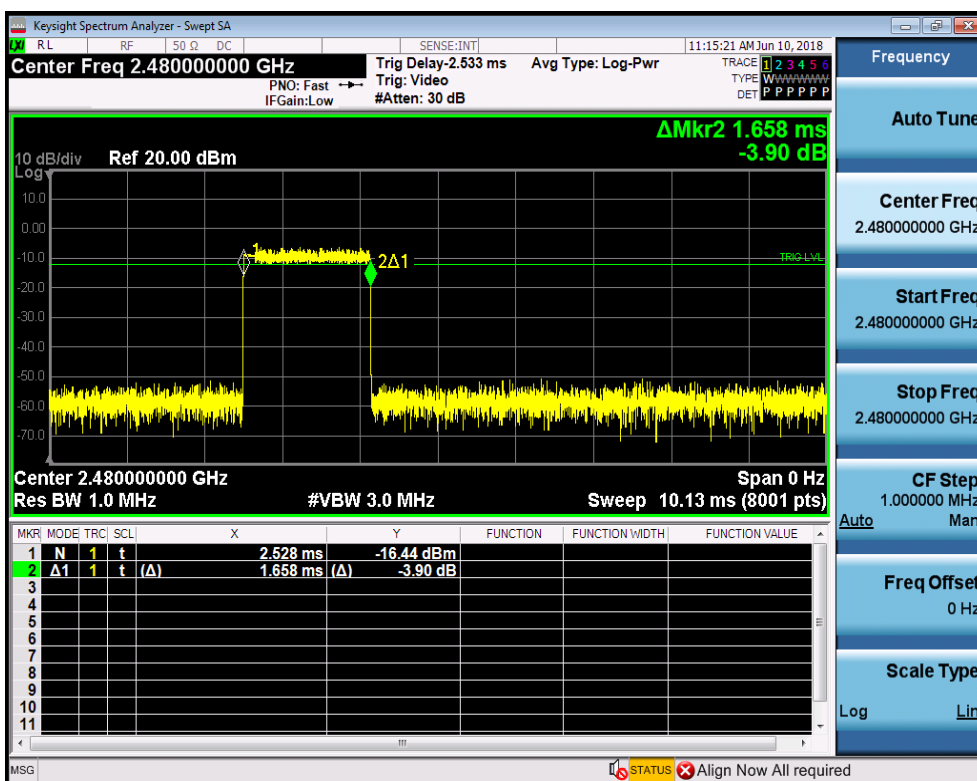 Keysight Spectrum Analyzer - Swept SA
LXI RL RF 50 Ω DC SENSE:INT 11:15:21 AM Jun 10, 2018
Center Freq 2.480000000 GHz
PNO: Fast
IFGain:Low
Trig Delay-2.533 ms
Trig: Video
#Atten: 30 dB
Avg Type: Log-Pwr
TRACE 1 2 3 4 5 6
TYPE WWWWWW
DET P P P P P P
ΔMkr2 1.658 ms
-3.90 dB
10 dB/div Ref 20.00 dBm
Log
10.0
0.00
-10.0
-20.0
-30.0
-40.0
-50.0
-60.0
-70.0
1
2Δ1
TRIG LVL
Center 2.480000000 GHz Span 0 Hz
Res BW 1.0 MHz #VBW 3.0 MHz Sweep 10.13 ms (8001 pts)
MKR MODE TRC SCL X Y FUNCTION FUNCTION WIDTH FUNCTION VALUE
1 N 1 t 2.528 ms -16.44 dBm
2 Δ1 1 t (Δ) 1.658 ms (Δ) -3.90 dB
3
4
5
6
7
8
9
10
11
MSG STATUS Align Now All required
Frequency
Auto Tune
Center Freq
2.480000000 GHz
Start Freq
2.480000000 GHz
Stop Freq
2.480000000 GHz
CF Step
1.000000 MHz
Auto Man
Freq Offset
0 Hz
Scale Type
Log Lin